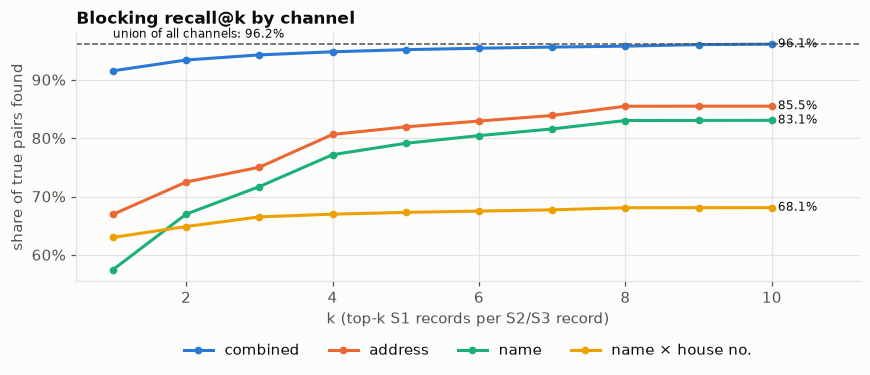 Blocking recall@k by channel
union of all channels: 96.2%
96.1%
90%
85.5%
83.1%
80%
70%
68.1%
60%
share of true pairs found
2 4 6 8 10
k (top-k S1 records per S2/S3 record)
combined address name name × house no.